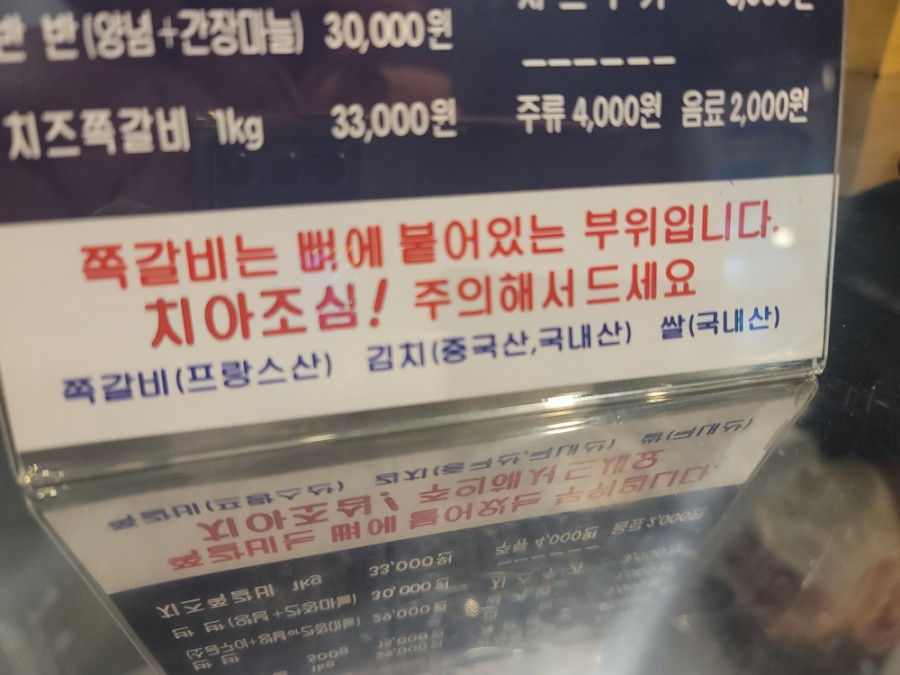 반 반(양념+간장마늘) 30,000원
치즈쪽갈비 1kg 33,000원
주류 4,000원 음료 2,000원
쪽갈비는 뼈에 붙어있는 부위입니다.
치아조심! 주의해서드세요
쪽갈비(프랑스산) 김치(중국산,국내산) 쌀(국내산)